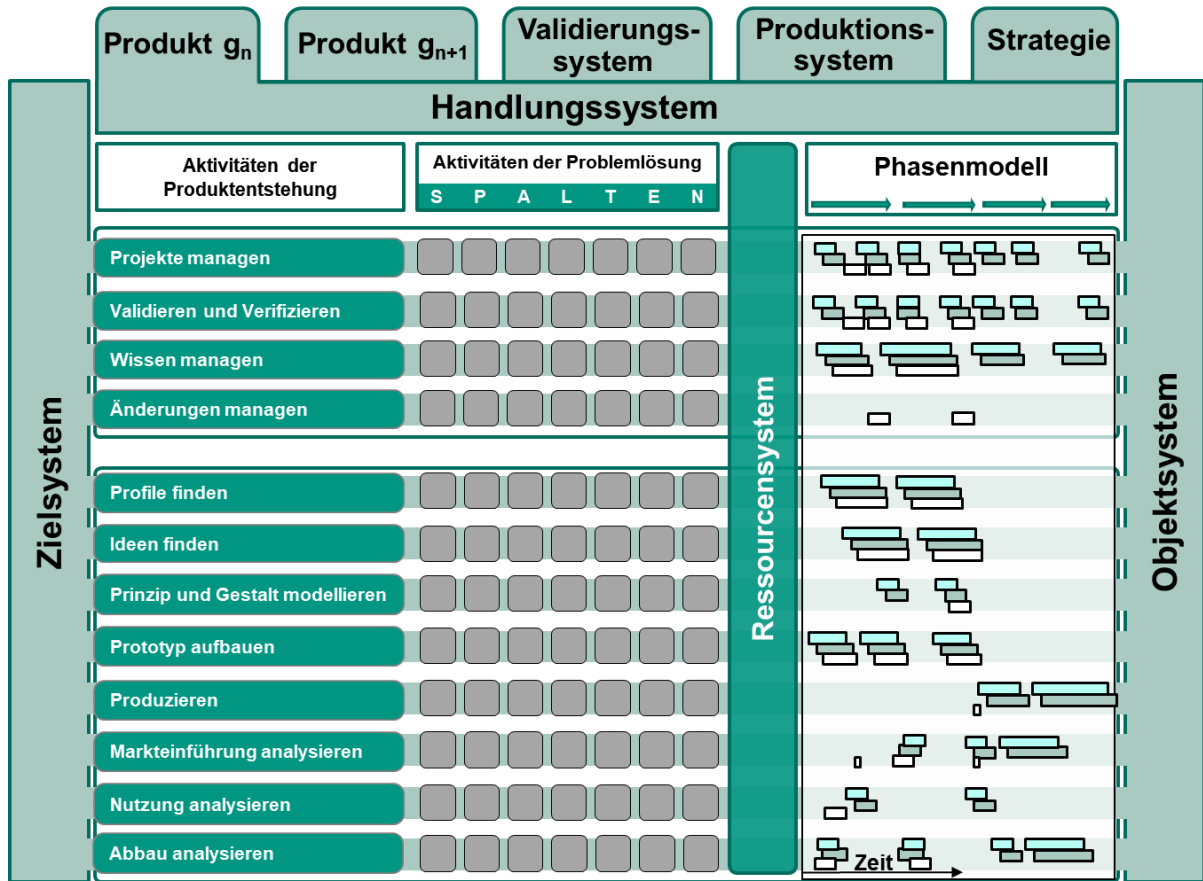 Produkt gn
Produkt gn+1
Validierungs-
system
Produktions-
system
Strategie
Handlungssystem
Zielsystem
Aktivitäten der
Produktentstehung
Aktivitäten der Problemlösung
S P A L T E N
Ressourcensystem
Phasenmodell
Objektsystem
Projekte managen
Validieren und Verifizieren
Wissen managen
Änderungen managen
Profile finden
Ideen finden
Prinzip und Gestalt modellieren
Prototyp aufbauen
Produzieren
Markteinführung analysieren
Nutzung analysieren
Abbau analysieren
Zeit